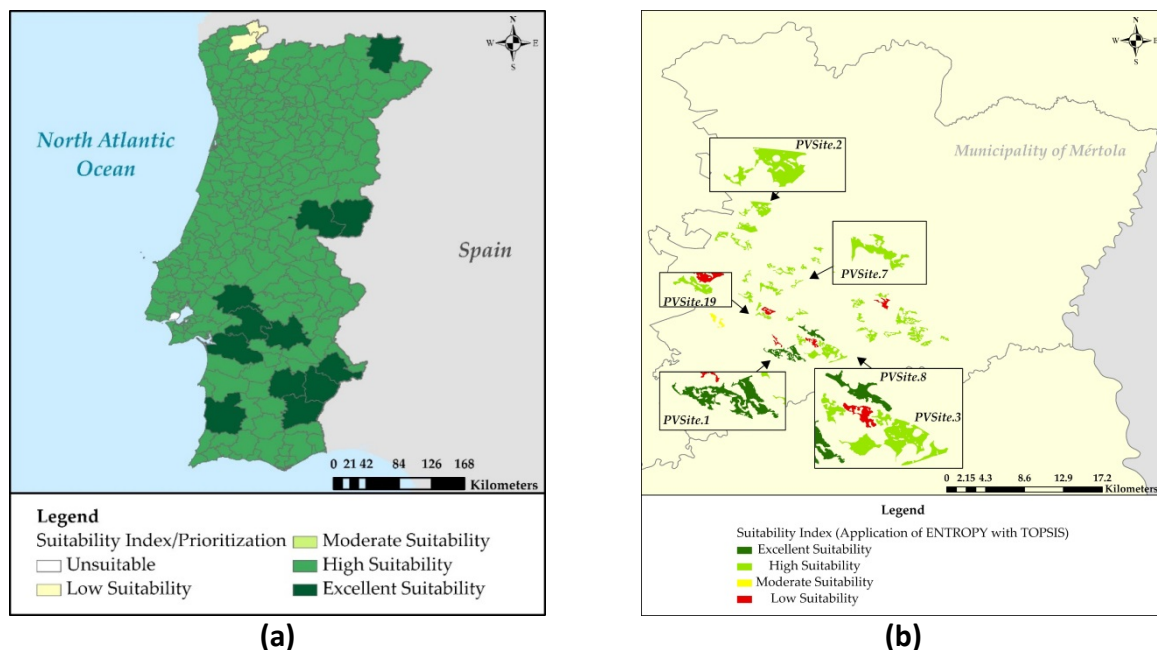 N
W E
S
North Atlantic
Ocean
Spain
0 21 42 84 126 168
Kilometers
Legend
Suitability Index/Prioritization
Unsuitable
Low Suitability
Moderate Suitability
High Suitability
Excellent Suitability
(a)
N
W E
S
PVSite.2
Municipality of Mértola
PVSite.7
PVSite.19
PVSite.8
PVSite.1
PVSite.3
0 2.15 4.3 8.6 12.9 17.2
Kilometers
Legend
Suitability Index (Application of ENTROPY with TOPSIS)
Excellent Suitability
High Suitability
Moderate Suitability
Low Suitability
(b)